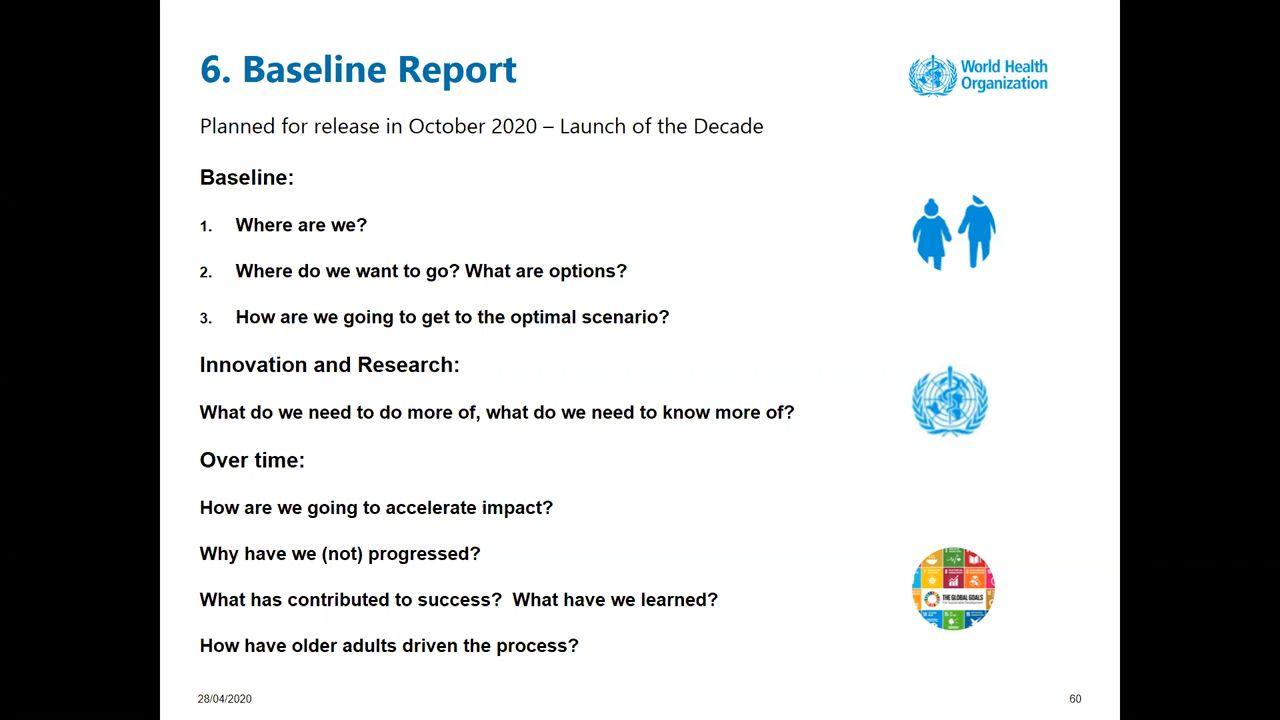 6. Baseline Report
World Health
Organization
Planned for release in October 2020 – Launch of the Decade
Baseline:
1. Where are we?
2. Where do we want to go? What are options?
3. How are we going to get to the optimal scenario?
Innovation and Research:
What do we need to do more of, what do we need to know more of?
Over time:
How are we going to accelerate impact?
Why have we (not) progressed?
What has contributed to success?  What have we learned?
THE GLOBAL GOALS
How have older adults driven the process?
28/04/2020
60